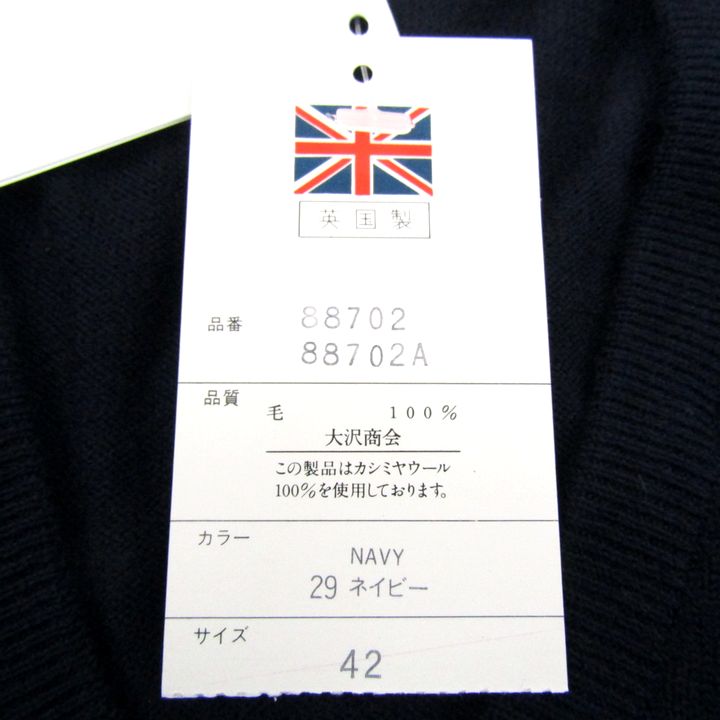 英国製
品番 88702
88702A
品質
毛 100%
大沢商会
この製品はカシミヤウール
100%を使用しております。
カラー
NAVY
29 ネイビー
サイズ
42